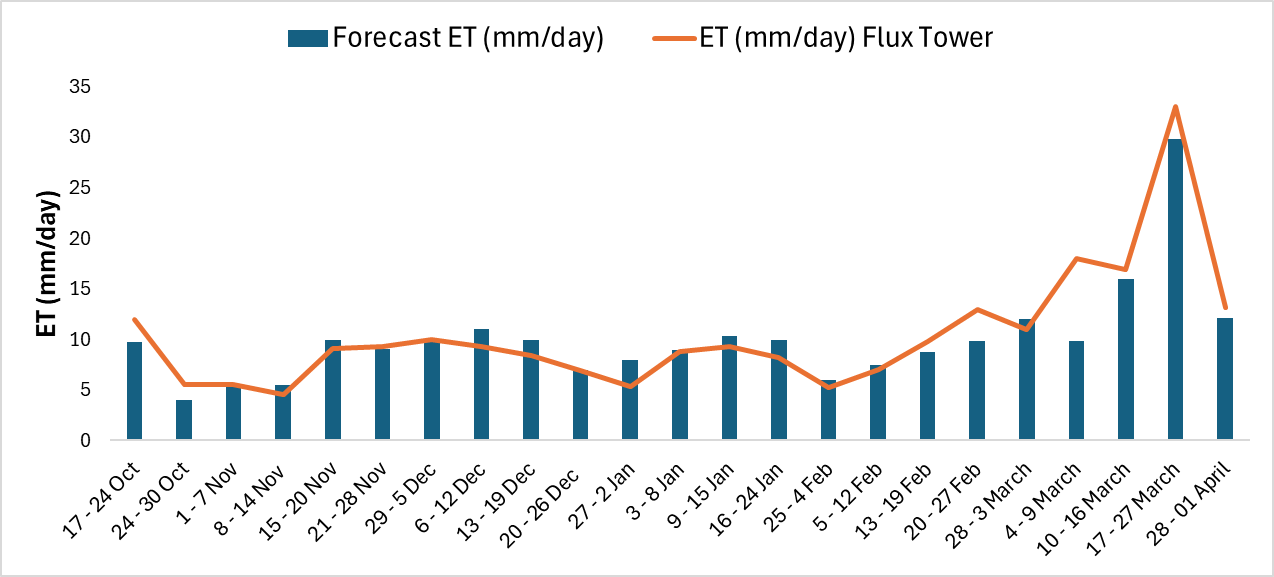 Forecast ET (mm/day) ET (mm/day) Flux Tower
ET (mm/day)
35
30
25
20
15
10
5
0
17 - 24 Oct
24 - 30 Oct
1 - 7 Nov
8 - 14 Nov
15 - 20 Nov
21 - 28 Nov
29 - 5 Dec
6 - 12 Dec
13 - 19 Dec
20 - 26 Dec
27 - 2 Jan
3 - 8 Jan
9 - 15 Jan
16 - 24 Jan
25 - 4 Feb
5 - 12 Feb
13 - 19 Feb
20 - 27 Feb
28 - 3 March
4 - 9 March
10 - 16 March
17 - 27 March
28 - 01 April